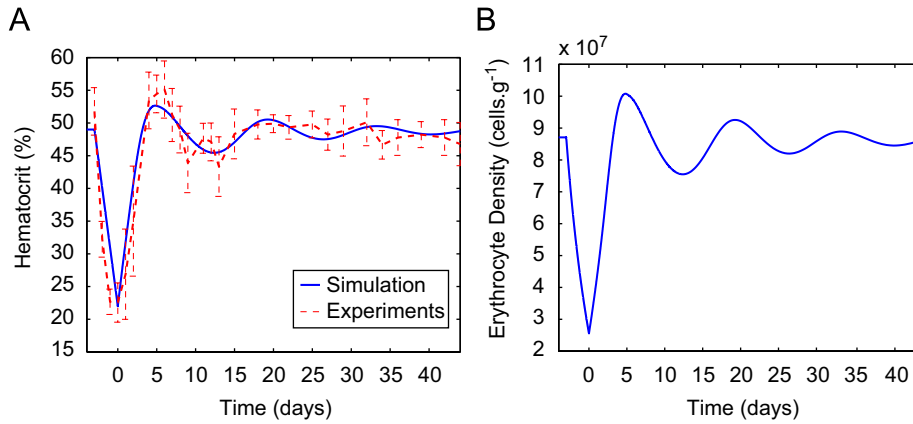 A
Hematocrit (%)
60
55
50
45
40
35
30
25
20
15
0 5 10 15 20 25 30 35 40
Time (days)
Simulation
Experiments
B
x 10⁷
Erythrocyte Density (cells.g⁻¹)
11
10
9
8
7
6
5
4
3
2
0 5 10 15 20 25 30 35 40
Time (days)